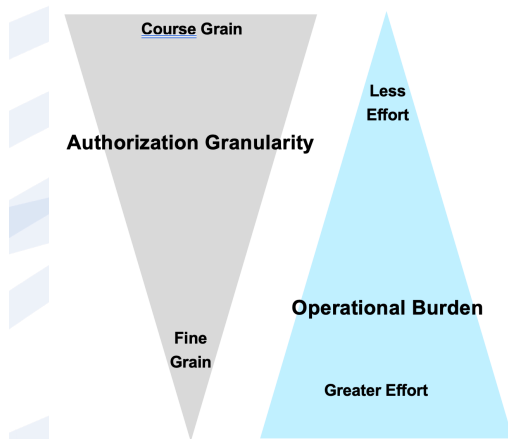 Course Grain
Authorization Granularity
Fine
Grain
Less
Effort
Operational Burden
Greater Effort